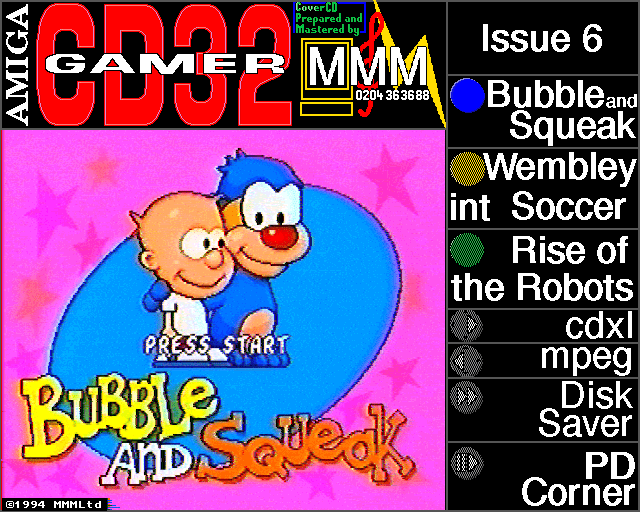 AMIGA
CD32
GAMER
CoverCD
Prepared and
Mastered by
MMM
0204 363688
Issue 6
Bubble and
Squeak
Wembley
int Soccer
Rise of
the Robots
cdxl
mpeg
Disk
Saver
PD
Corner
PRESS START
BUBBLE
AND SQUEAK
©1994 MMMLtd